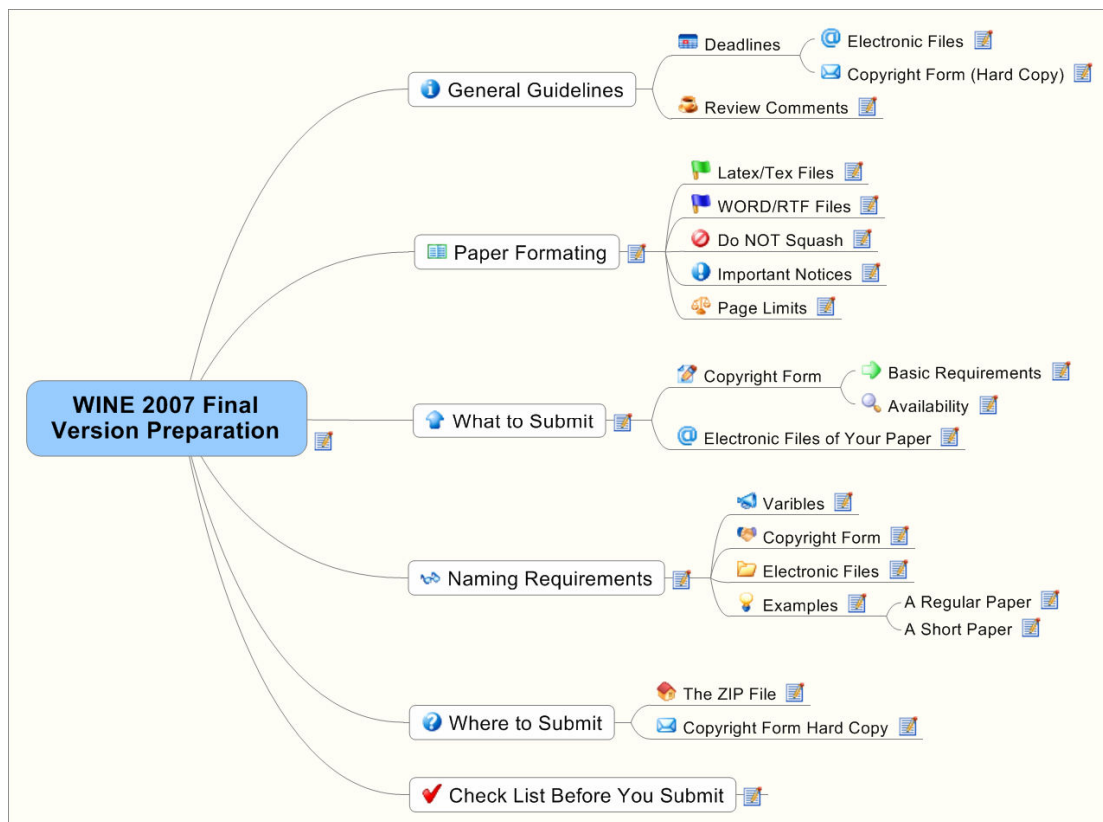 WINE 2007 Final
Version Preparation
General Guidelines
Deadlines
Electronic Files
Copyright Form (Hard Copy)
Review Comments
Paper Formating
Latex/Tex Files
WORD/RTF Files
Do NOT Squash
Important Notices
Page Limits
What to Submit
Copyright Form
Basic Requirements
Availability
Electronic Files of Your Paper
Naming Requirements
Varibles
Copyright Form
Electronic Files
Examples
A Regular Paper
A Short Paper
Where to Submit
The ZIP File
Copyright Form Hard Copy
Check List Before You Submit